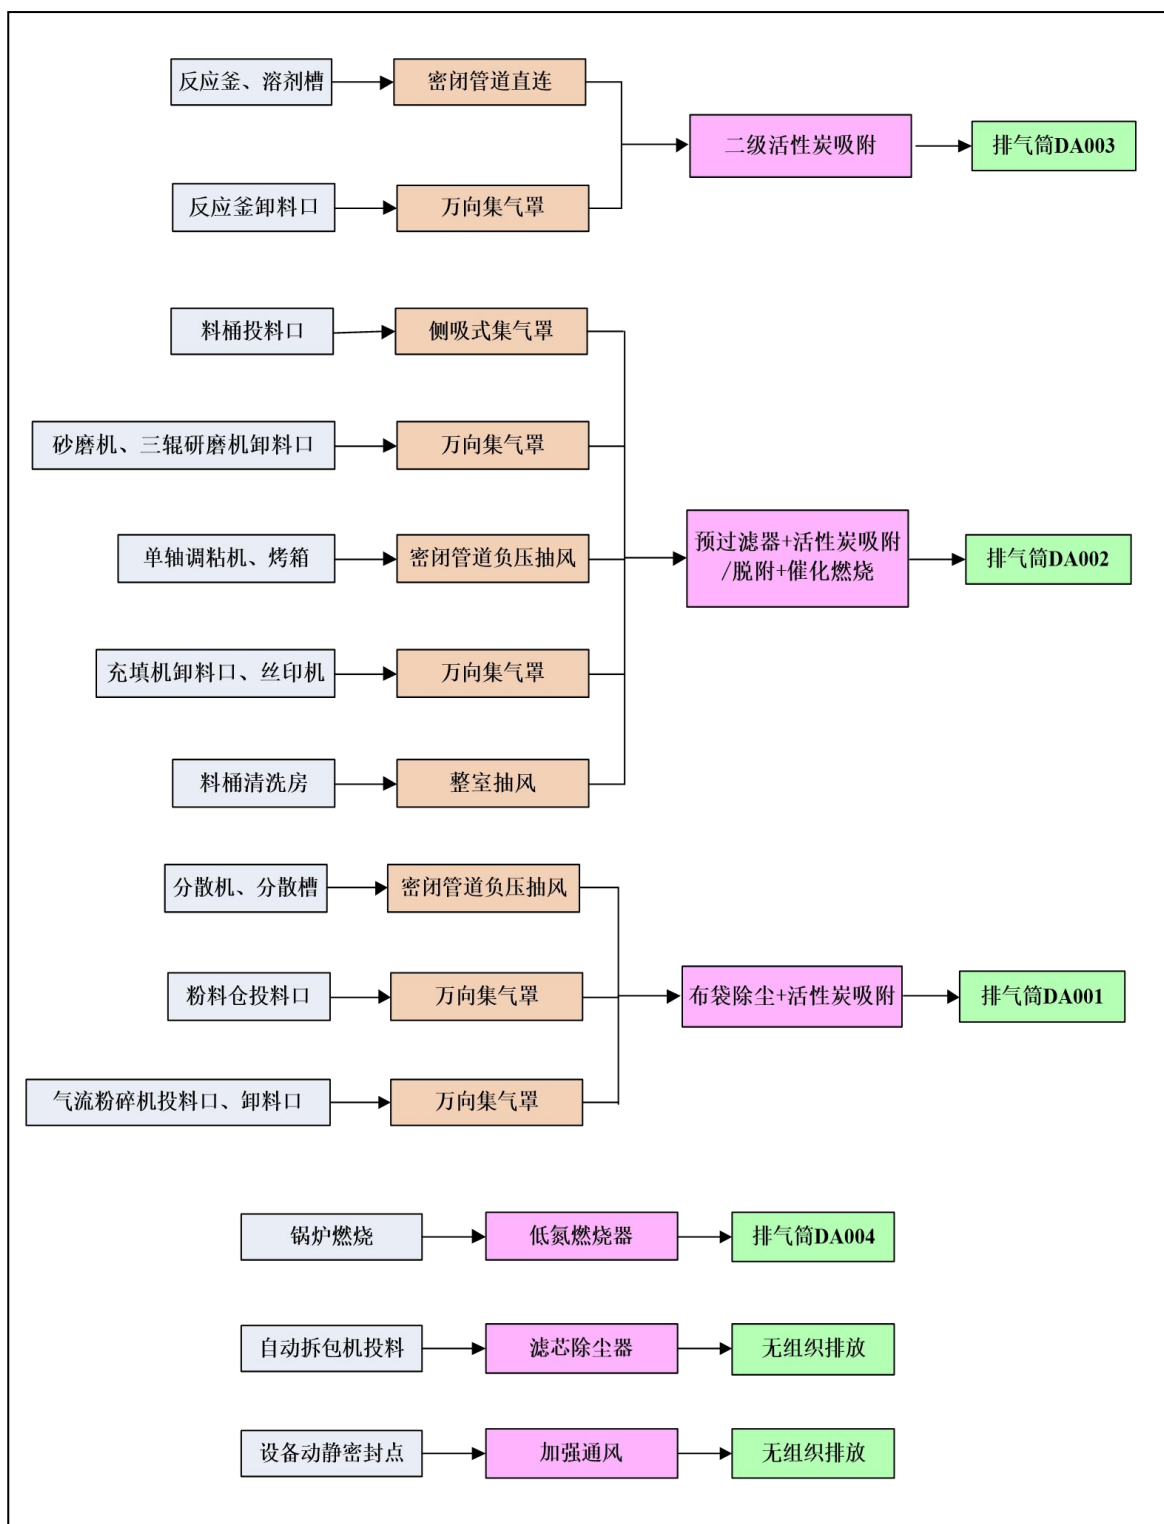 反应釜、溶剂槽
密闭管道直连
二级活性炭吸附
排气筒DA003
反应釜卸料口
万向集气罩
料桶投料口
侧吸式集气罩
砂磨机、三辊研磨机卸料口
万向集气罩
单轴调粘机、烤箱
密闭管道负压抽风
预过滤器+活性炭吸附
/脱附+催化燃烧
排气筒DA002
充填机卸料口、丝印机
万向集气罩
料桶清洗房
整室抽风
分散机、分散槽
密闭管道负压抽风
粉料仓投料口
万向集气罩
布袋除尘+活性炭吸附
排气筒DA001
气流粉碎机投料口、卸料口
万向集气罩
锅炉燃烧
低氮燃烧器
排气筒DA004
自动拆包机投料
滤芯除尘器
无组织排放
设备动静密封点
加强通风
无组织排放